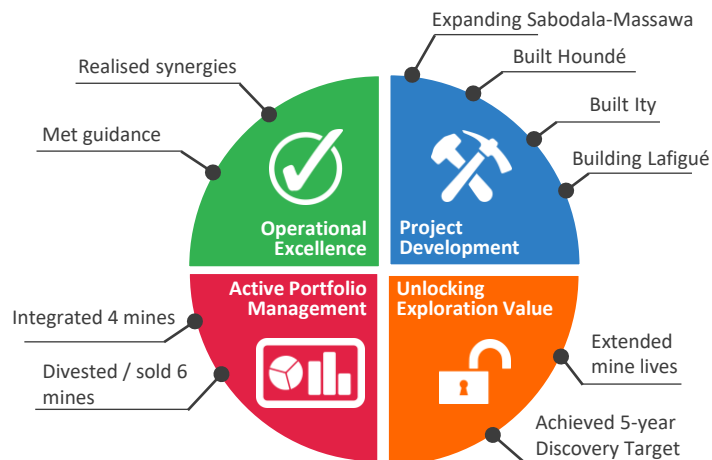 Expanding Sabodala-Massawa
Built Houndé
Realised synergies
Built Ity
Met guidance
Building Lafigué
Operational
Excellence
Project
Development
Active Portfolio
Management
Unlocking
Exploration Value
Integrated 4 mines
Divested / sold 6
mines
Extended
mine lives
Achieved 5-year
Discovery Target